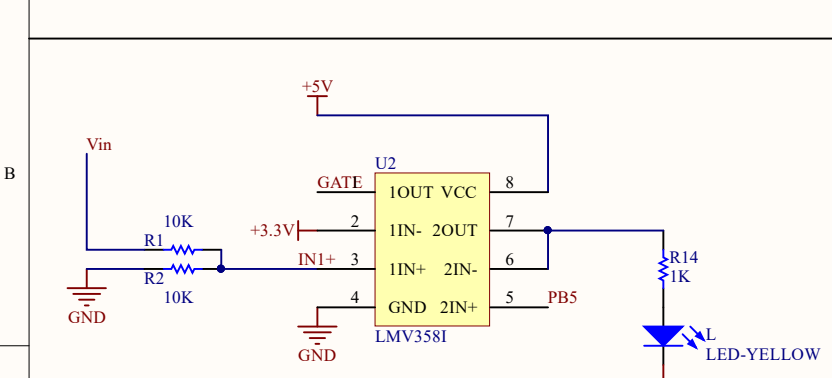 +5V
Vin
B
U2
GATE 1 1OUT VCC 8
10K
+3.3V 2 1IN- 2OUT 7
R1
IN1+ 3 1IN+ 2IN- 6
R14
R2
1K
10K
4 GND 2IN+ 5 PB5
GND
LMV358I
L
GND
LED-YELLOW